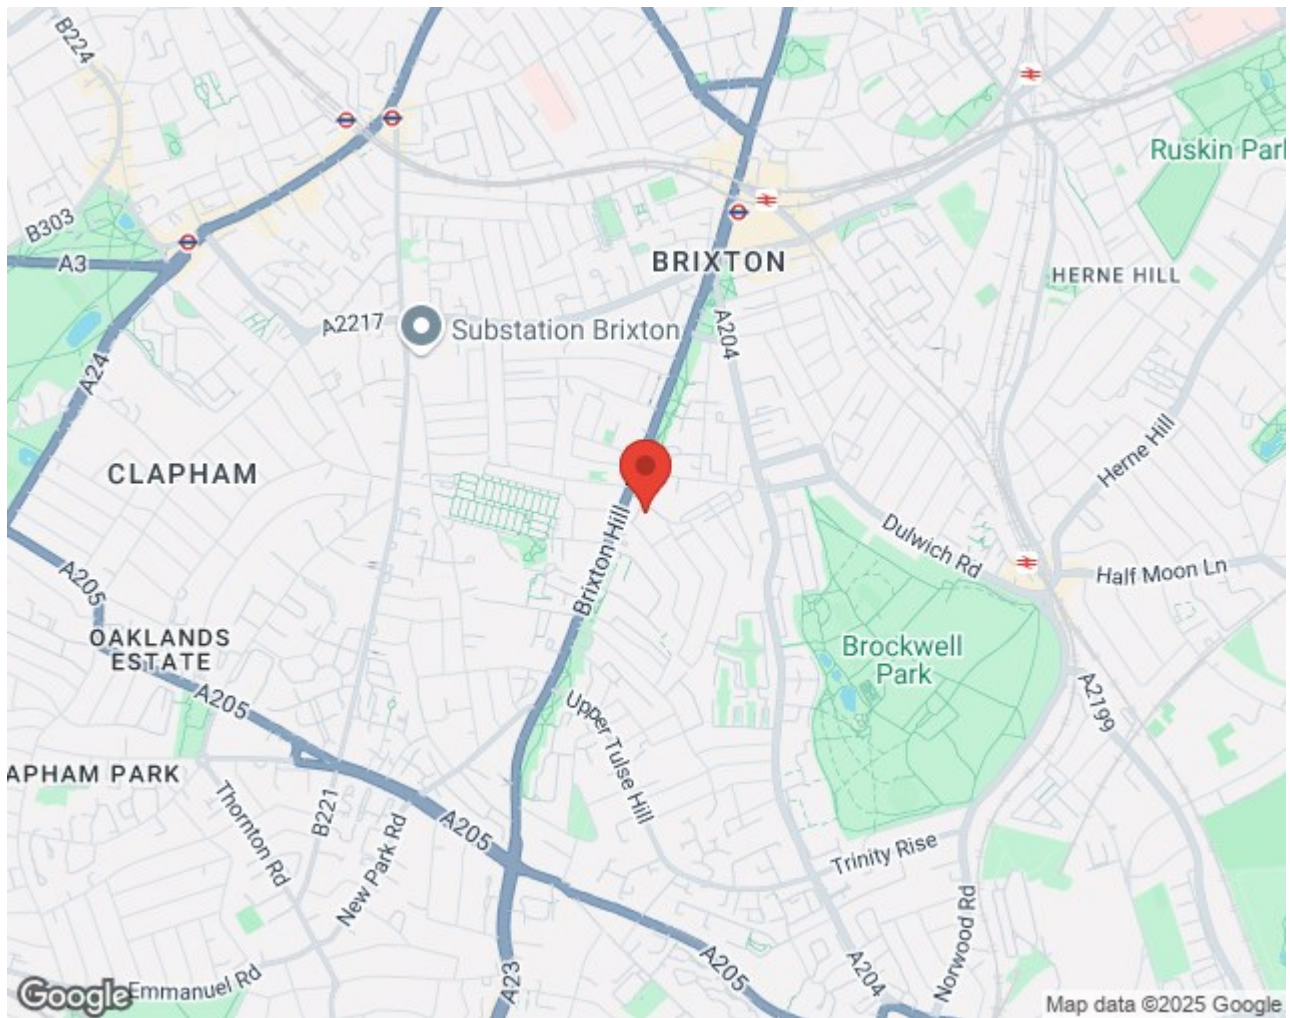 B224
Ruskin Par
B303
A3
BRIXTON
HERNE HILL
A2217
Substation Brixton
A204
A24
CLAPHAM
Herne Hill
Brixton Hill
Dulwich Rd
Half Moon Ln
A205
OAKLANDS
ESTATE
Brockwell
Park
A205
Upper Tulse Hill
A2199
APHAM PARK
Thornton Rd
B221
New Park Rd
A205
Trinity Rise
Norwood Rd
A204
A205
A23
Emmanuel Rd
Google
Map data ©2025 Google